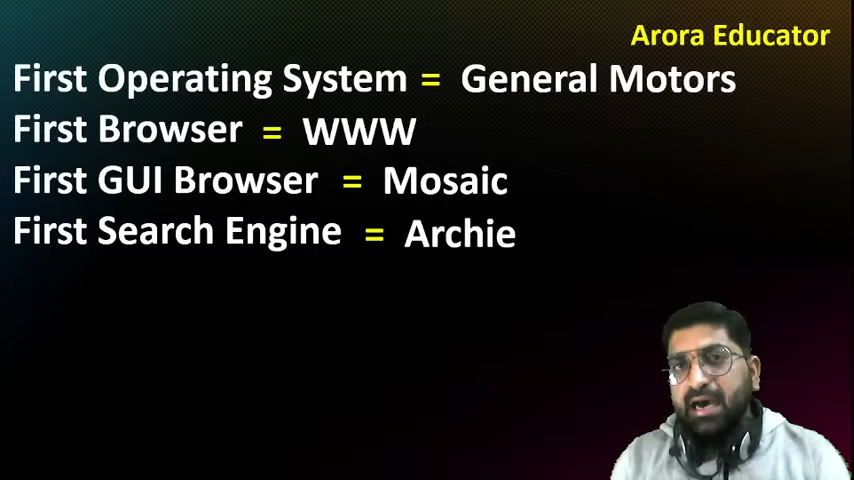 Arora Educator
First Operating System = General Motors
First Browser = WWW
First GUI Browser = Mosaic
First Search Engine = Archie